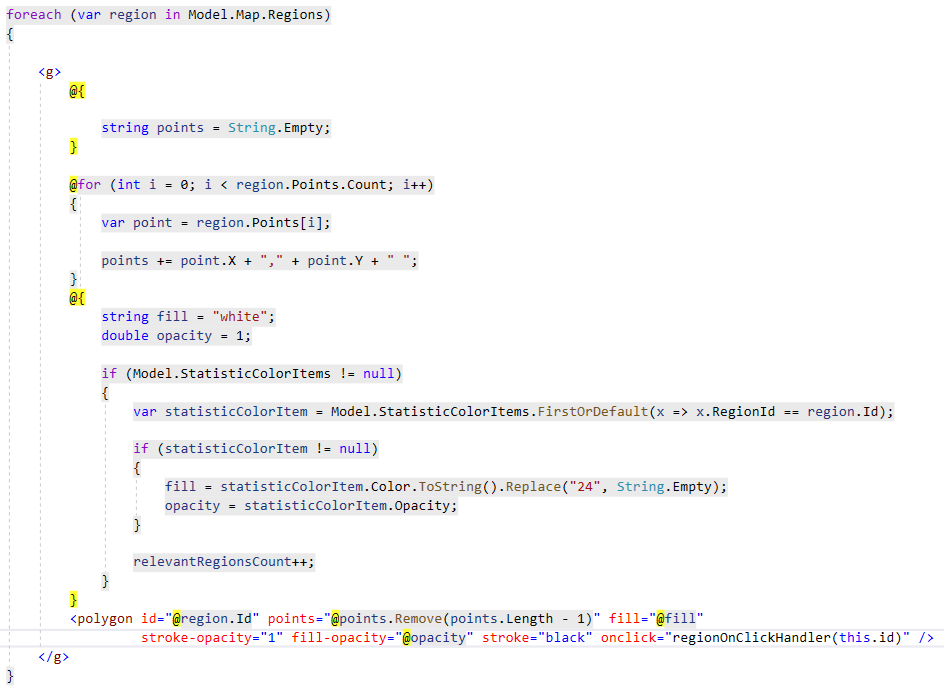 foreach (var region in Model.Map.Regions)
{
<g>
@{
string points = String.Empty;
}
@for (int i = 0; i < region.Points.Count; i++)
{
var point = region.Points[i];
points += point.X + "," + point.Y + " ";
}
@{
string fill = "white";
double opacity = 1;
if (Model.StatisticColorItems != null)
{
var statisticColorItem = Model.StatisticColorItems.FirstOrDefault(x => x.RegionId == region.Id);
if (statisticColorItem != null)
{
fill = statisticColorItem.Color.ToString().Replace("24", String.Empty);
opacity = statisticColorItem.Opacity;
}
relevantRegionsCount++;
}
}
<polygon id="@region.Id" points="@points.Remove(points.Length - 1)" fill="@fill"
stroke-opacity="1" fill-opacity="@opacity" stroke="black" onclick="regionOnClickHandler(this.id)" />
</g>
}